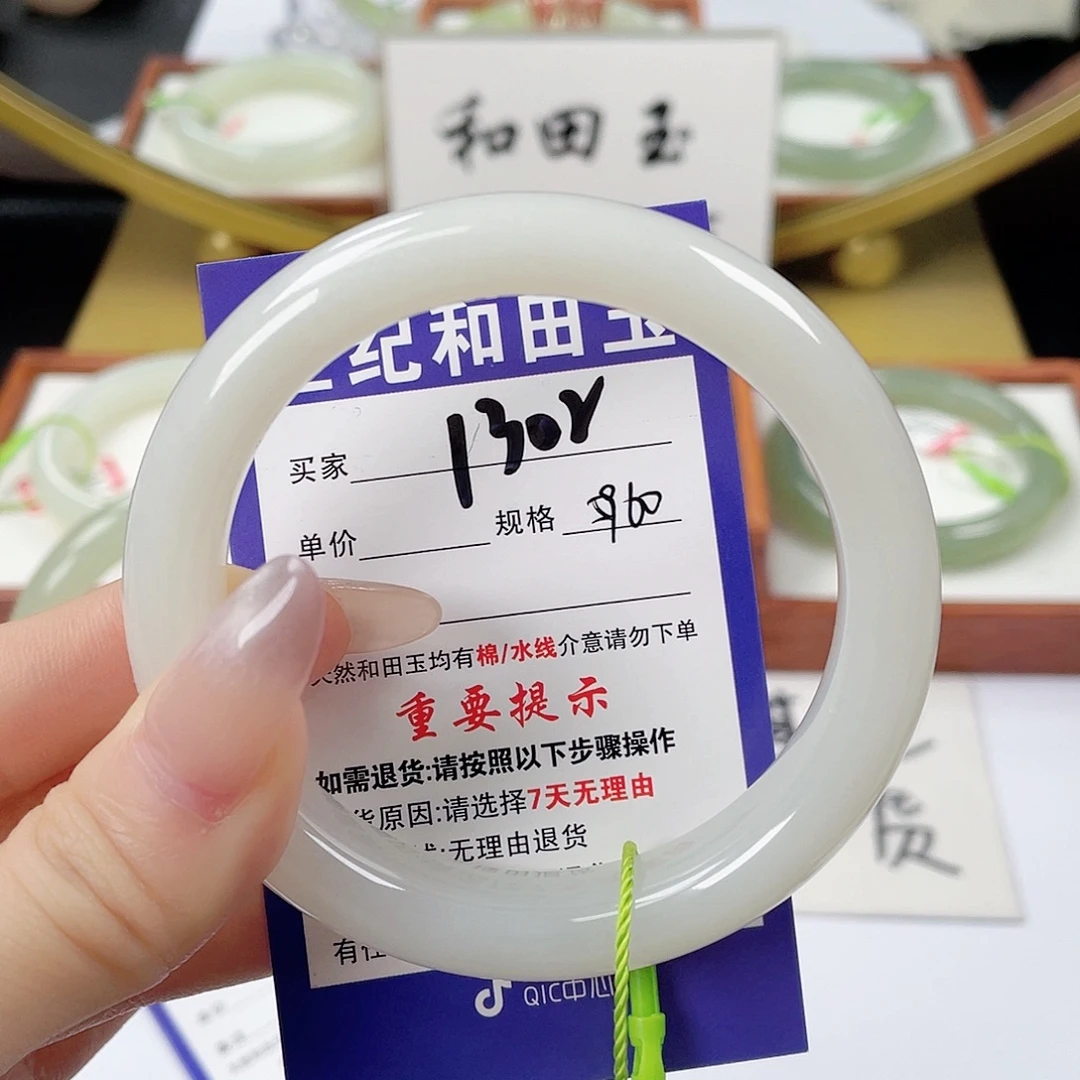 和田玉
纪和田玉
买家 1302
单价 规格
天然和田玉均有棉/水线介意请勿下单
重要提示
如需退货:请按照以下步骤操作
货原因:请选择7天无理由
:无理由退货
有任
QIC中心
货